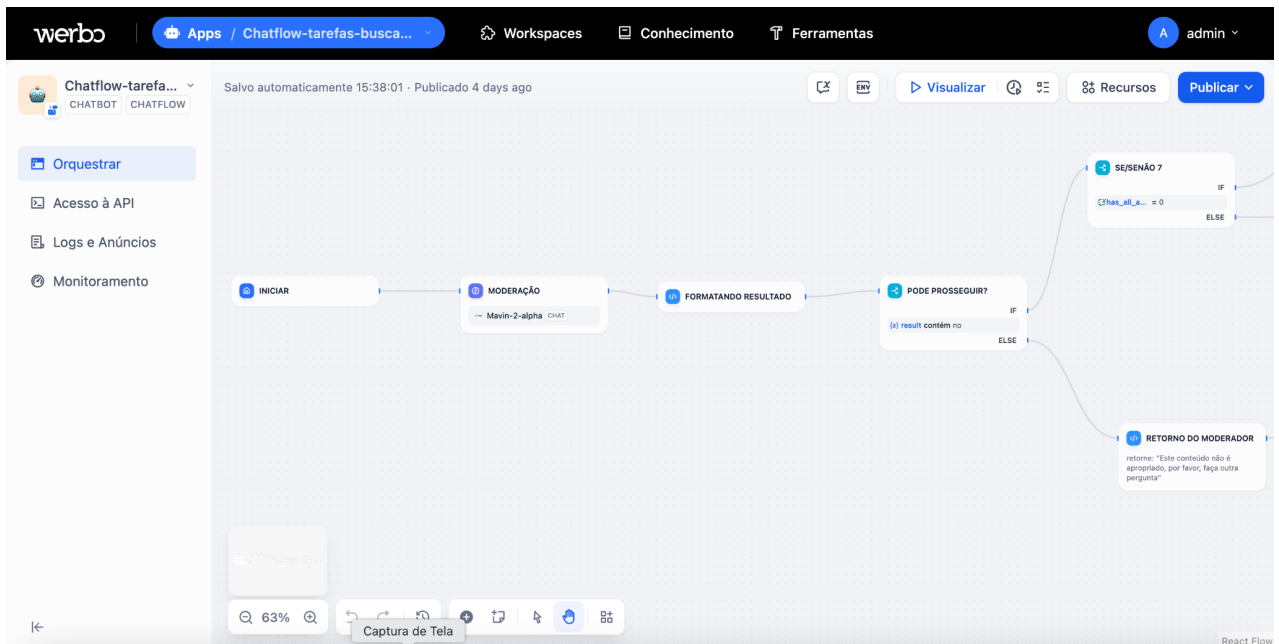 werbo
Apps / Chatflow-tarefas-busca...
Workspaces
Conhecimento
Ferramentas
A
admin
Chatflow-tarefa...
CHATBOT
CHATFLOW
Salvo automaticamente 15:38:01 · Publicado 4 days ago
ENV
Visualizar
Recursos
Publicar
Orquestrar
Acesso à API
Logs e Anúncios
Monitoramento
INICIAR
MODERAÇÃO
Mavin-2-alpha CHAT
FORMATANDO RESULTADO
PODE PROSSEGUIR?
IF
{x} result contém no
ELSE
SE/SENÃO 7
IF
has_all_a... = 0
ELSE
RETORNO DO MODERADOR
retorne: "Este conteúdo não é
apropriado, por favor, faça outra
pergunta"
63%
Captura de Tela
React Flow